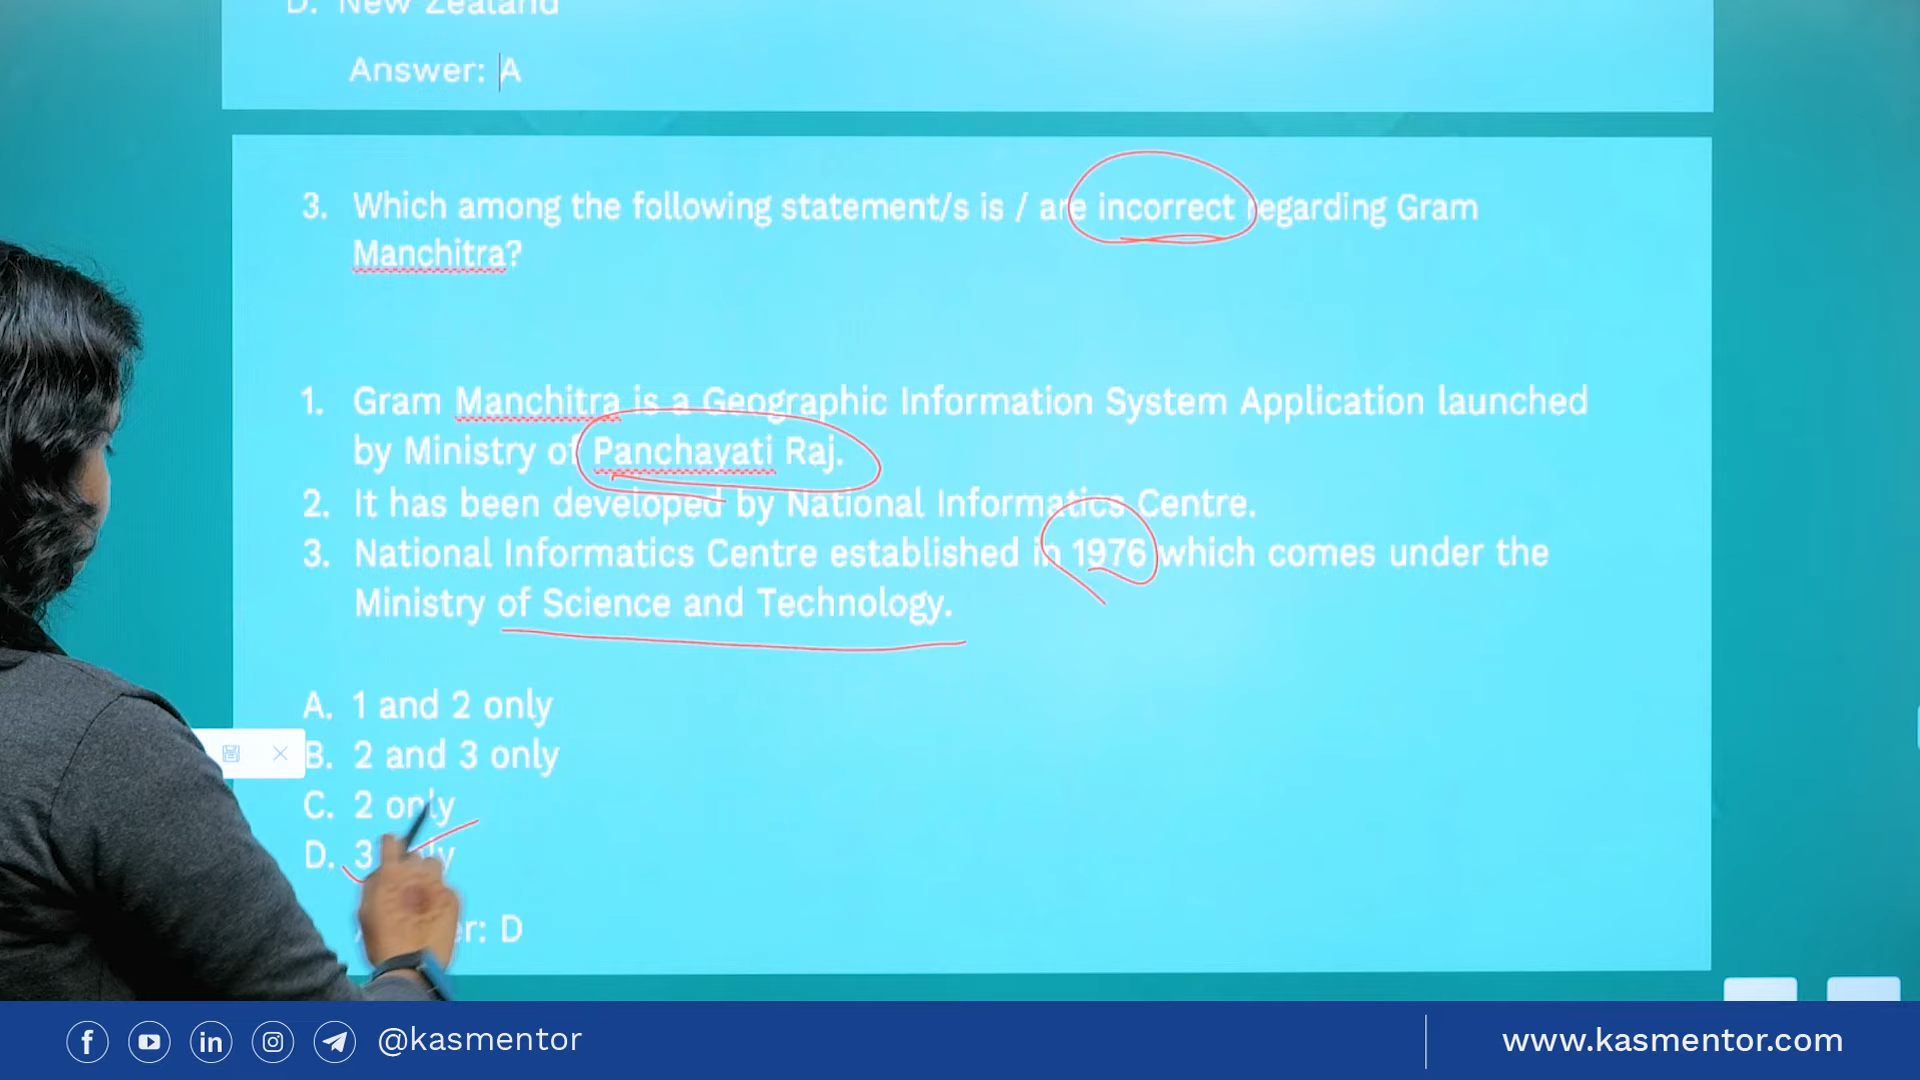 D. New Zealand
Answer: A
3. Which among the following statement/s is / are incorrect regarding Gram
Manchitra?
1. Gram Manchitra is a Geographic Information System Application launched
by Ministry of Panchayati Raj.
2. It has been developed by National Informatics Centre.
3. National Informatics Centre established in 1976 which comes under the
Ministry of Science and Technology.
A. 1 and 2 only
B. 2 and 3 only
C. 2 only
D. 3
D
@kasmentor
www.kasmentor.com